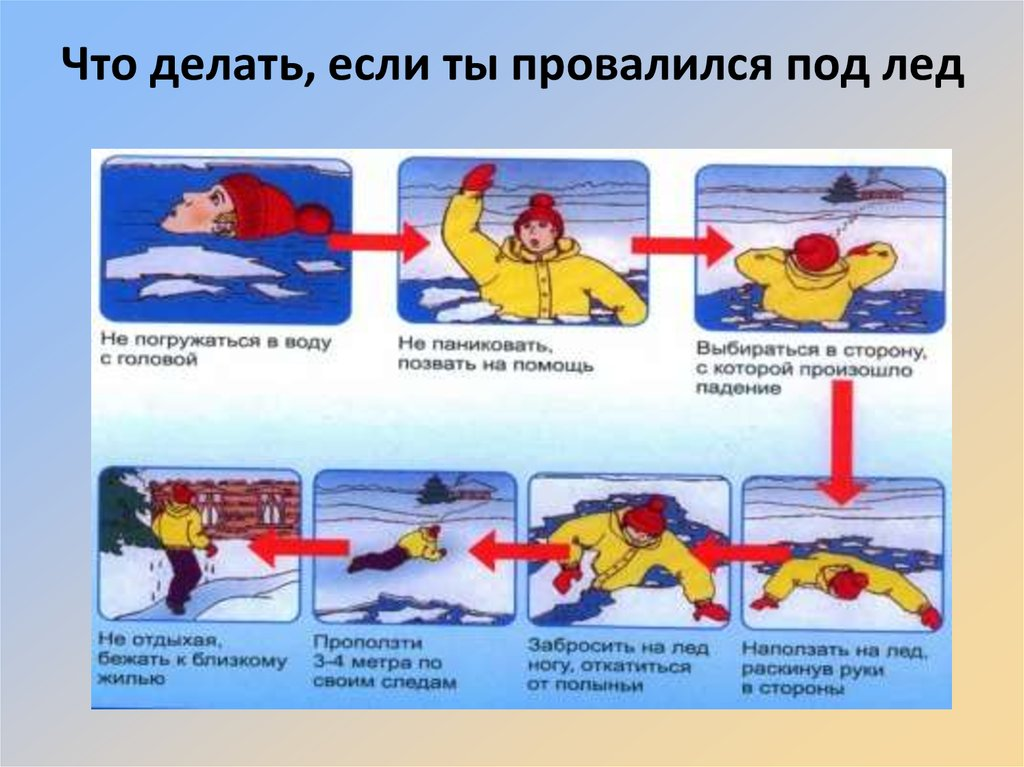 Что делать, если ты провалился под лед
Не погружаться в воду
с головой
Не паниковать,
позвать на помощь
Выбираться в сторону,
с которой произошло
падение
Наползать на лед,
раскинув руки
в стороны
Забросить на лед
ногу, откатиться
от полыньи
Проползти
3-4 метра по
своим следам
Не отдыхая,
бежать к близкому
жилью